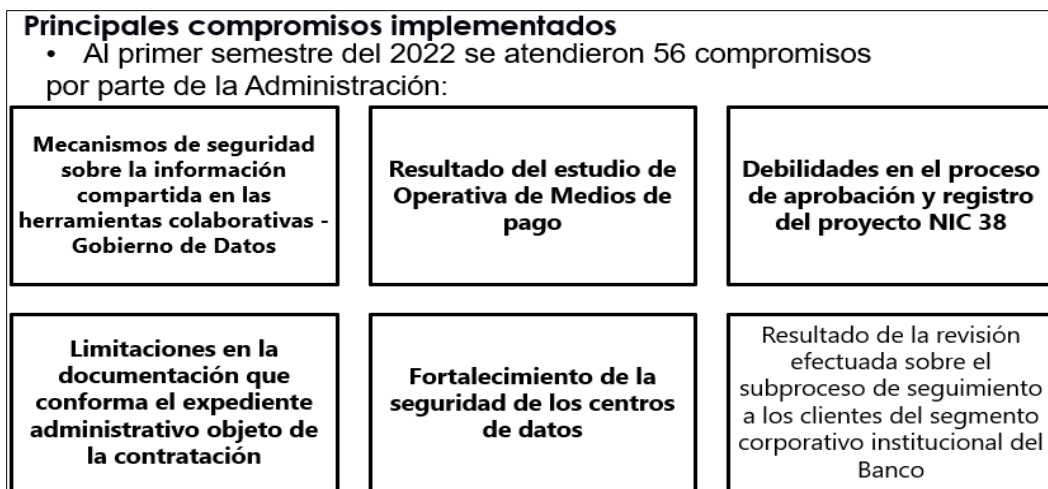 Principales compromisos implementados
• Al primer semestre del 2022 se atendieron 56 compromisos
por parte de la Administración:
Mecanismos de seguridad
sobre la información
compartida en las
herramientas colaborativas -
Gobierno de Datos
Resultado del estudio de
Operativa de Medios de
pago
Debilidades en el proceso
de aprobación y registro
del proyecto NIC 38
Limitaciones en la
documentación que
conforma el expediente
administrativo objeto de
la contratación
Fortalecimiento de la
seguridad de los centros
de datos
Resultado de la revisión
efectuada sobre el
subproceso de seguimiento
a los clientes del segmento
corporativo institucional del
Banco